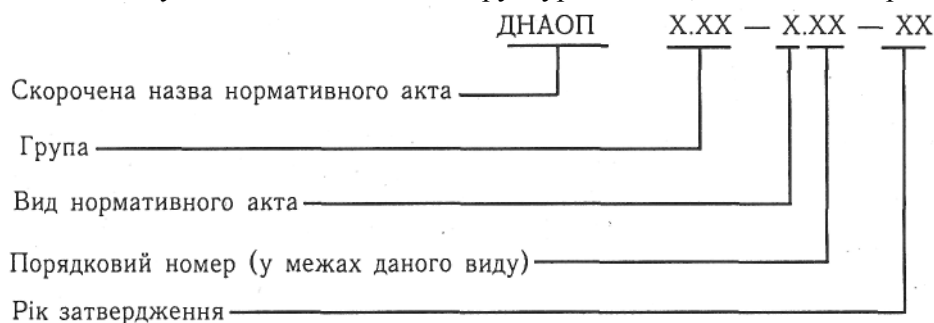 ДНАОП Х.ХХ — Х.ХХ — ХХ
Скорочена назва нормативного акта
Група
Вид нормативного акта
Порядковий номер (у межах даного виду)
Рік затвердження